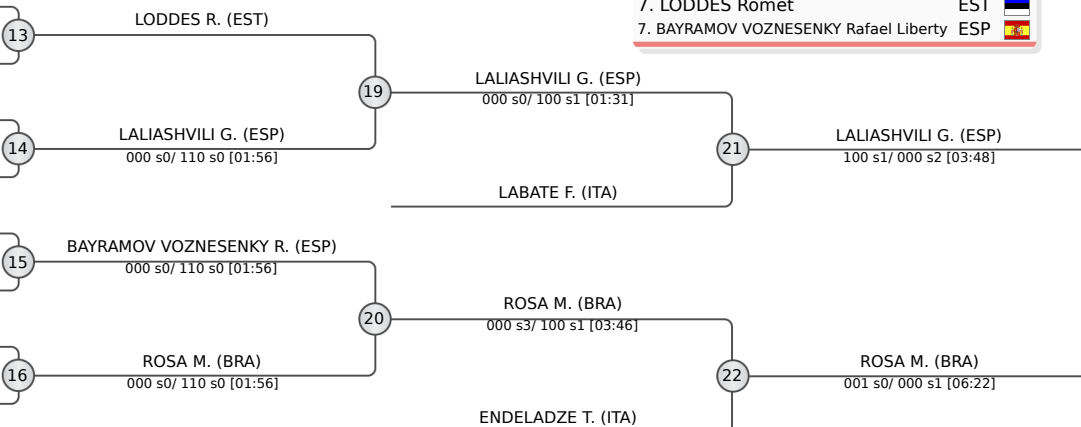 7. LODDES Romet EST
7. BAYRAMOV VOZNESENKY Rafael Liberty ESP
LODDES R. (EST)
13
19
LALIASHVILI G. (ESP)
000 s0/ 100 s1 [01:31]
14
LALIASHVILI G. (ESP)
000 s0/ 110 s0 [01:56]
21
LALIASHVILI G. (ESP)
100 s1/ 000 s2 [03:48]
LABATE F. (ITA)
15
BAYRAMOV VOZNESENKY R. (ESP)
000 s0/ 110 s0 [01:56]
20
ROSA M. (BRA)
000 s3/ 100 s1 [03:46]
16
ROSA M. (BRA)
000 s0/ 110 s0 [01:56]
22
ROSA M. (BRA)
001 s0/ 000 s1 [06:22]
ENDELADZE T. (ITA)